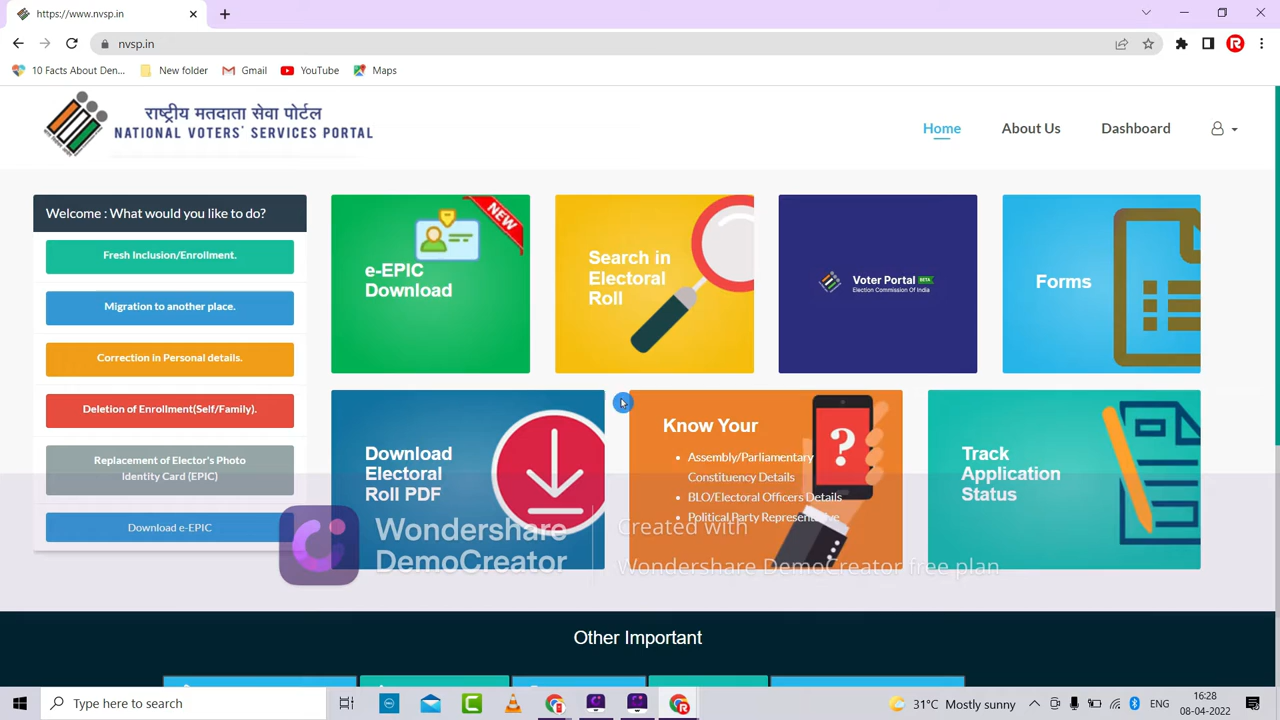 https://www.nvsp.in
nvsp.in
10 Facts About Den...
New folder
Gmail
YouTube
Maps
राष्ट्रीय मतदाता सेवा पोर्टल
NATIONAL VOTERS' SERVICES PORTAL
Home
About Us
Dashboard
Welcome : What would you like to do?
Fresh Inclusion/Enrollment.
Migration to another place.
Correction in Personal details.
Deletion of Enrollment(Self/Family).
Replacement of Elector's Photo
Identity Card (EPIC)
Download e-EPIC
NEW
e-EPIC
Download
Search in
Electoral
Roll
Voter Portal BETA
Election Commission Of India
Forms
Download
Electoral
Roll PDF
Know Your
Assembly/Parliamentary
Constituency Details
BLO/Electoral Officers Details
Political Party Representative
?
Track
Application
Status
Wondershare
DemoCreator
Created with
Wondershare DemoCreator free plan
Other Important
Type here to search
31°C Mostly sunny
ENG
16:28
08-04-2022